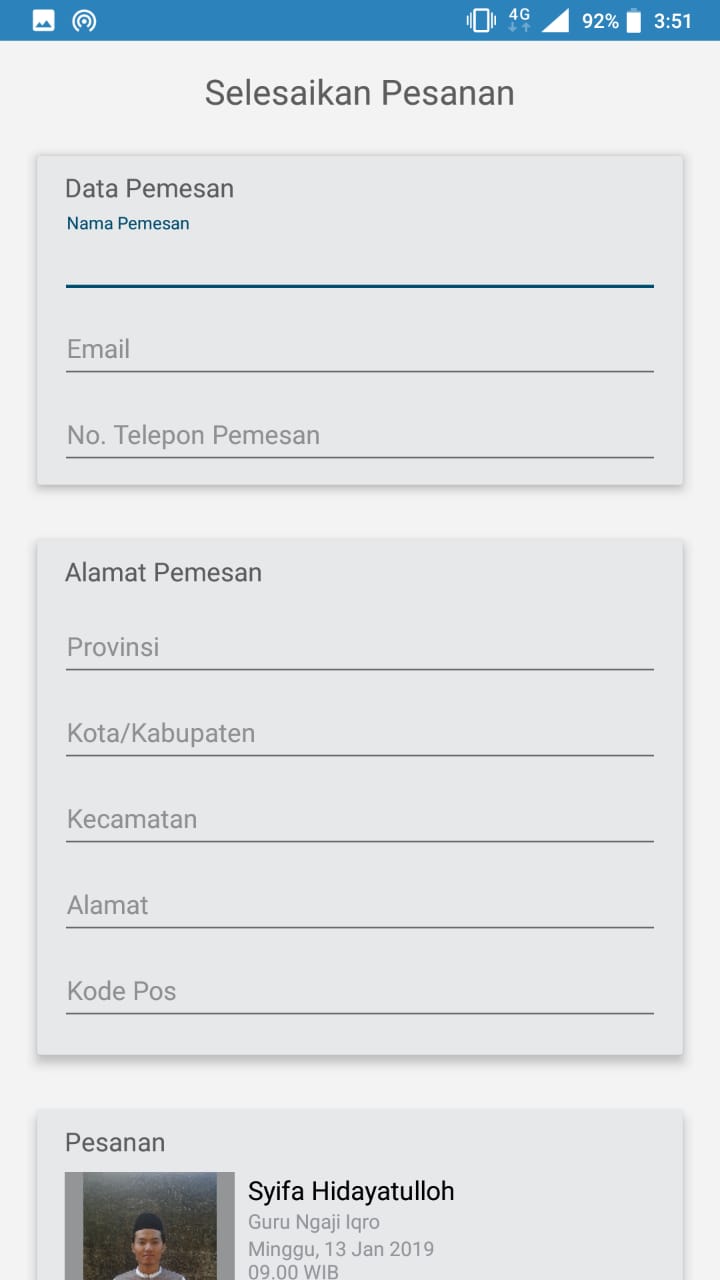 4G 92% 3:51
Selesaikan Pesanan
Data Pemesan
Nama Pemesan
Email
No. Telepon Pemesan
Alamat Pemesan
Provinsi
Kota/Kabupaten
Kecamatan
Alamat
Kode Pos
Pesanan
Syifa Hidayatulloh
Guru Ngaji Iqro
Minggu, 13 Jan 2019
09.00 WIB